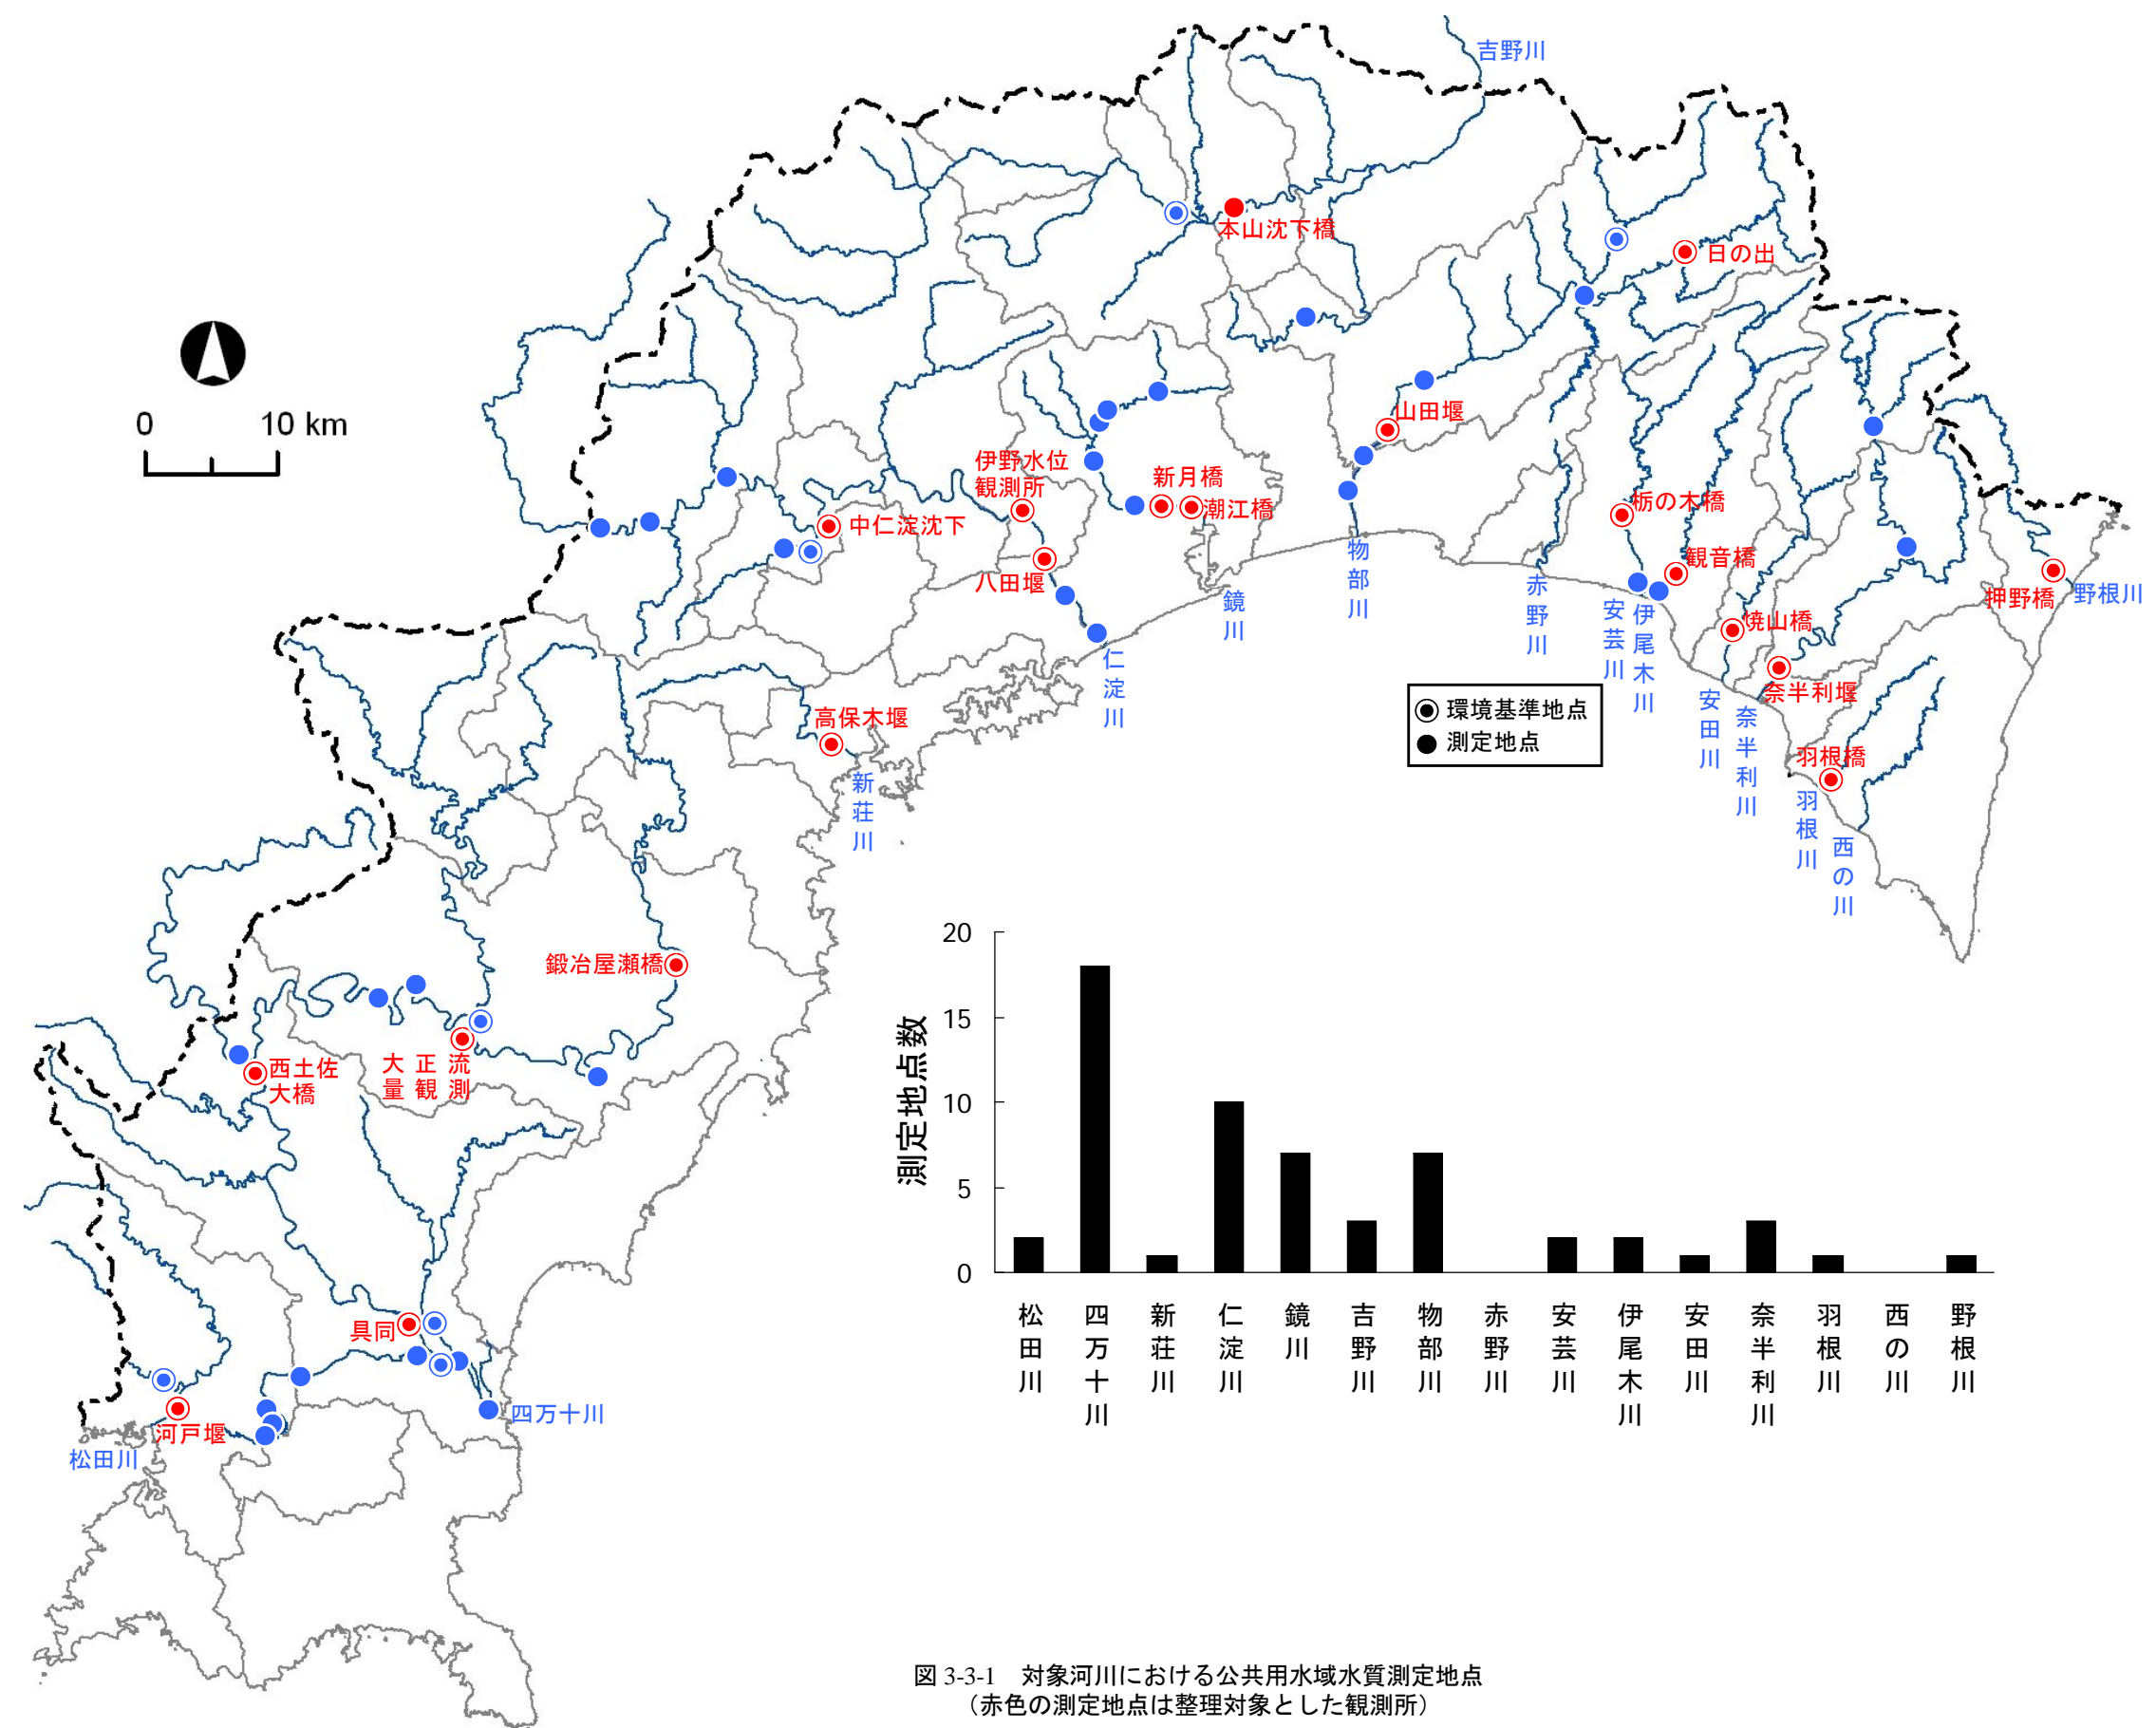 吉野川
本山沈下橋
日の出
0 10 km
山田堰
伊野水位
観測所
新月橋
潮江橋
中仁淀沈下
八田堰
栃の木橋
観音橋
押野橋
野根川
焼山橋
奈半利堰
物部川
赤野川
安芸川
伊尾木川
鏡川
仁淀川
安田川
奈半利川
高保木堰
新荘川
環境基準地点
測定地点
羽根橋
羽根川
西の川
鍛冶屋瀬橋
西土佐
大橋
大正流
量観測
具同
四万十川
河戸堰
松田川
測定地点数
20
15
10
5
0
松田川
四万十川
新荘川
仁淀川
鏡川
吉野川
物部川
赤野川
安芸川
伊尾木川
安田川
奈半利川
羽根川
西の川
野根川
図 3-3-1 対象河川における公共用水域水質測定地点
（赤色の測定地点は整理対象とした観測所）